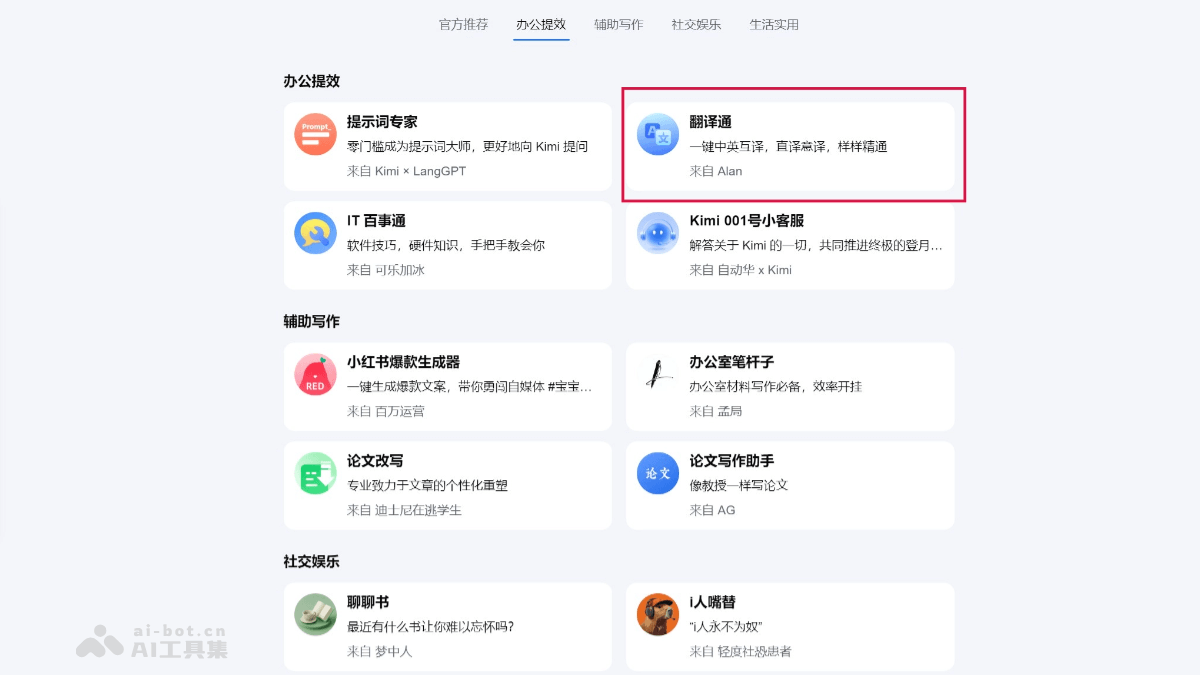 官方推荐 办公提效 辅助写作 社交娱乐 生活实用
办公提效
Prompt_
提示词专家
零门槛成为提示词大师，更好地向 Kimi 提问
来自 Kimi × LangGPT
A 文
翻译通
一键中英互译，直译意译，样样精通
来自 Alan
IT 百事通
软件技巧，硬件知识，手把手教会你
来自 可乐加冰
Kimi 001号小客服
解答关于 Kimi 的一切，共同推进终极的登月…
来自 自动华 x Kimi
辅助写作
RED
小红书爆款生成器
一键生成爆款文案，带你勇闯自媒体 #宝宝…
来自 百万运营
办公室笔杆子
办公室材料写作必备，效率开挂
来自 孟局
论文改写
专业致力于文章的个性化重塑
来自 迪士尼在逃学生
论文
论文写作助手
像教授一样写论文
来自 AG
社交娱乐
聊聊书
最近有什么书让你难以忘怀吗？
来自 梦中人
i人嘴替
“i人永不为奴”
来自 轻度社恐患者
ai-bot.cn
AI工具集